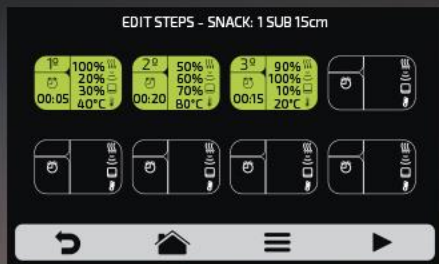 EDIT STEPS - SNACK: 1 SUB 15cm
1º 100%
20%
30%
00:05 40°C
2º 50%
60%
70%
00:20 80°C
3º 90%
100%
10%
00:15 20°C